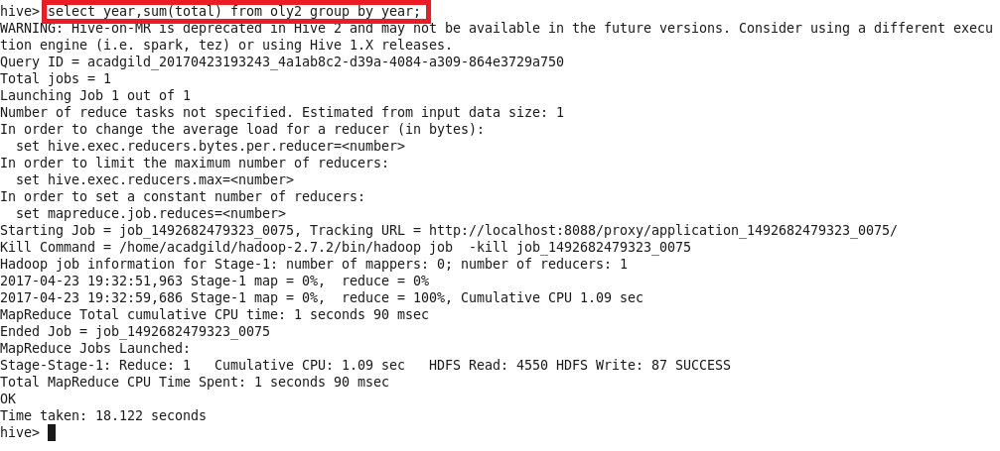 hive> select year,sum(total) from oly2 group by year;
WARNING: Hive-on-MR is deprecated in Hive 2 and may not be available in the future versions. Consider using a different execu
tion engine (i.e. spark, tez) or using Hive 1.X releases.
Query ID = acadgild_20170423193243_4a1ab8c2-d39a-4084-a309-864e3729a750
Total jobs = 1
Launching Job 1 out of 1
Number of reduce tasks not specified. Estimated from input data size: 1
In order to change the average load for a reducer (in bytes):
  set hive.exec.reducers.bytes.per.reducer=<number>
In order to limit the maximum number of reducers:
  set hive.exec.reducers.max=<number>
In order to set a constant number of reducers:
  set mapreduce.job.reduces=<number>
Starting Job = job_1492682479323_0075, Tracking URL = http://localhost:8088/proxy/application_1492682479323_0075/
Kill Command = /home/acadgild/hadoop-2.7.2/bin/hadoop job  -kill job_1492682479323_0075
Hadoop job information for Stage-1: number of mappers: 0; number of reducers: 1
2017-04-23 19:32:51,963 Stage-1 map = 0%,  reduce = 0%
2017-04-23 19:32:59,686 Stage-1 map = 0%,  reduce = 100%, Cumulative CPU 1.09 sec
MapReduce Total cumulative CPU time: 1 seconds 90 msec
Ended Job = job_1492682479323_0075
MapReduce Jobs Launched:
Stage-Stage-1: Reduce: 1   Cumulative CPU: 1.09 sec   HDFS Read: 4550 HDFS Write: 87 SUCCESS
Total MapReduce CPU Time Spent: 1 seconds 90 msec
OK
Time taken: 18.122 seconds
hive>